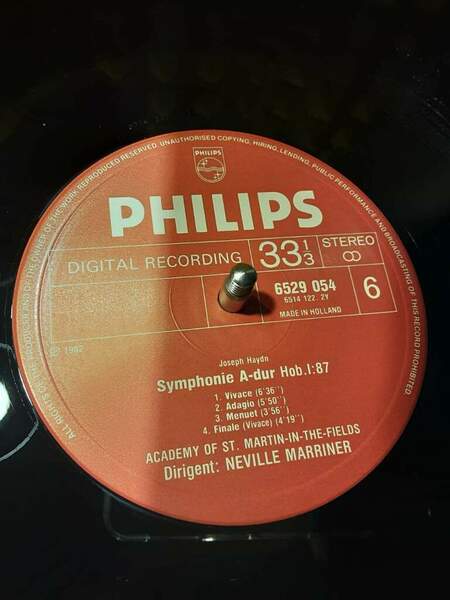 ALL RIGHTS OF THE PRODUCER AND OF THE OWNER OF THE WORK REPRODUCED RESERVED. UNAUTHORISED COPYING, HIRING, LENDING, PUBLIC PERFORMANCE AND BROADCASTING OF THIS RECORD PROHIBITED
PHILIPS
PHILIPS
DIGITAL RECORDING
33 1/3
STEREO
6529 054
6514 122. 2Y
MADE IN HOLLAND
6
℗ 1982
Joseph Haydn
Symphonie A-dur Hob.I:87
1. Vivace (6'36'')
2. Adagio (5'50'')
3. Menuet (3'56'')
4. Finale (Vivace) (4'19'')
ACADEMY OF ST. MARTIN-IN-THE-FIELDS
Dirigent: NEVILLE MARRINER